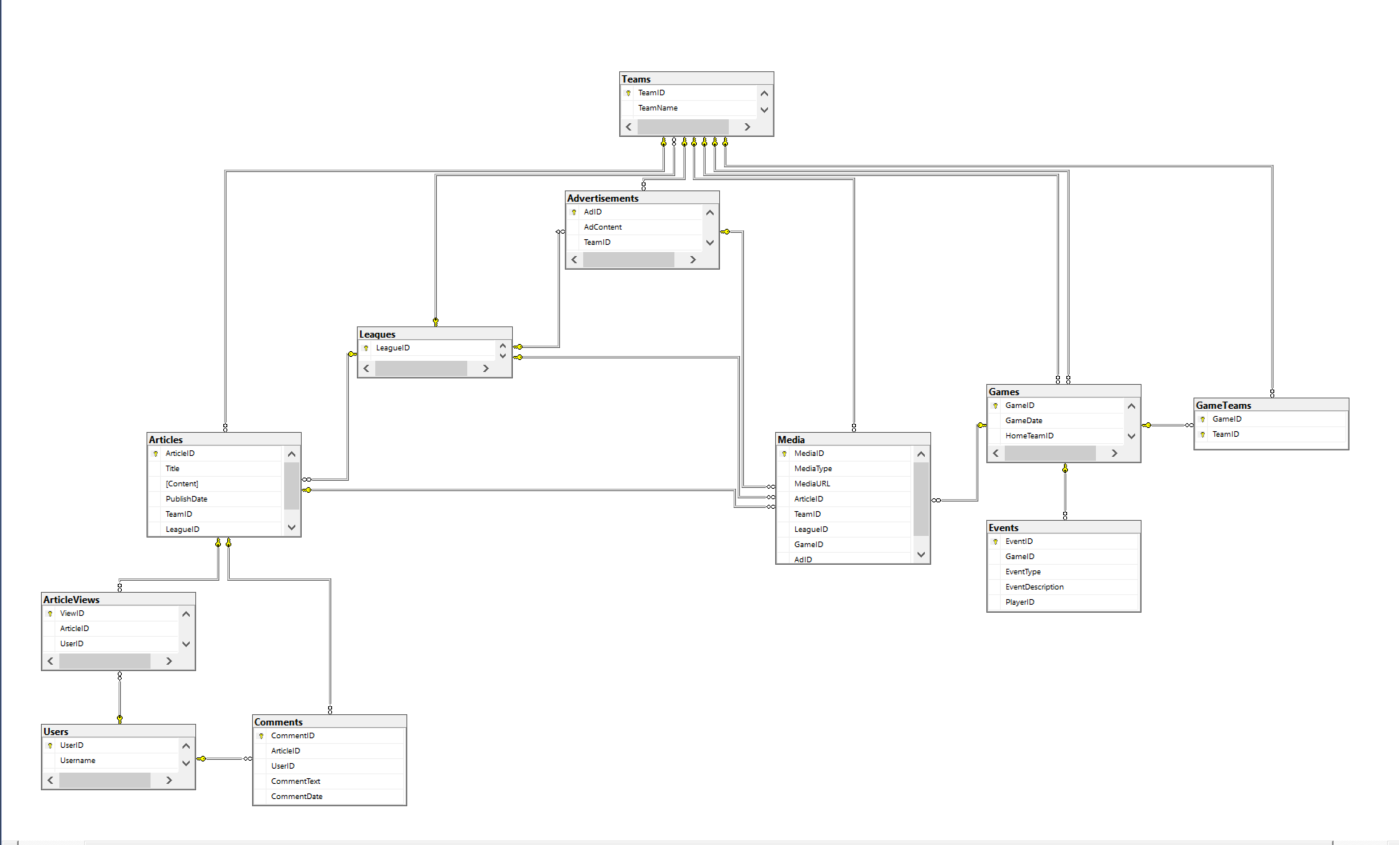 Teams
TeamID
TeamName
Advertisements
AdID
AdContent
TeamID
Leagues
LeagueID
Games
GameID
GameDate
HomeTeamID
GameTeams
GameID
TeamID
Articles
ArticleID
Title
[Content]
PublishDate
TeamID
LeagueID
Media
MediaID
MediaType
MediaURL
ArticleID
TeamID
LeagueID
GameID
AdID
Events
EventID
GameID
EventType
EventDescription
PlayerID
ArticleViews
ViewID
ArticleID
UserID
Users
UserID
Username
Comments
CommentID
ArticleID
UserID
CommentText
CommentDate